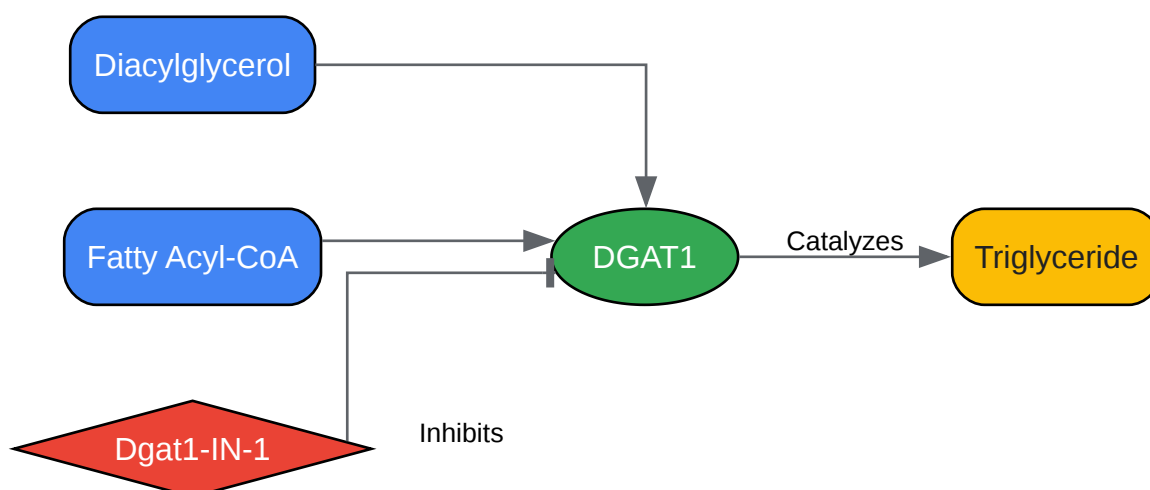 Diacylglycerol
Fatty Acyl-CoA
DGAT1
Catalyzes
Triglyceride
Dgat1-IN-1
Inhibits